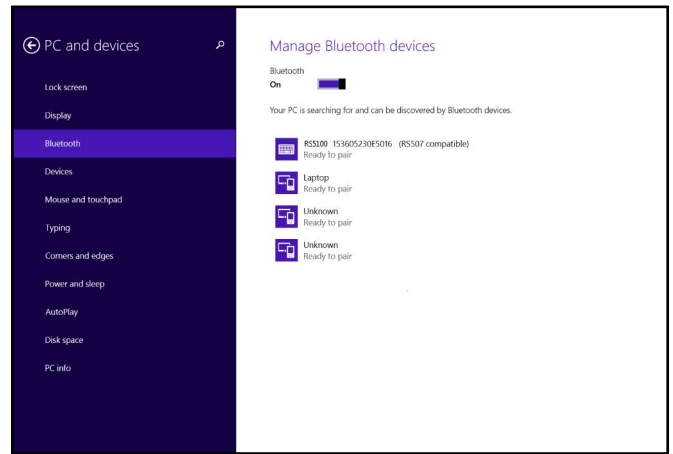 PC and devices
Lock screen
Display
Bluetooth
Devices
Mouse and touchpad
Typing
Corners and edges
Power and sleep
AutoPlay
Disk space
PC info
Manage Bluetooth devices
Bluetooth
On
Your PC is searching for and can be discovered by Bluetooth devices.
RS5100 153605230E5016 (RS507 compatible)
Ready to pair
Laptop
Ready to pair
Unknown
Ready to pair
Unknown
Ready to pair